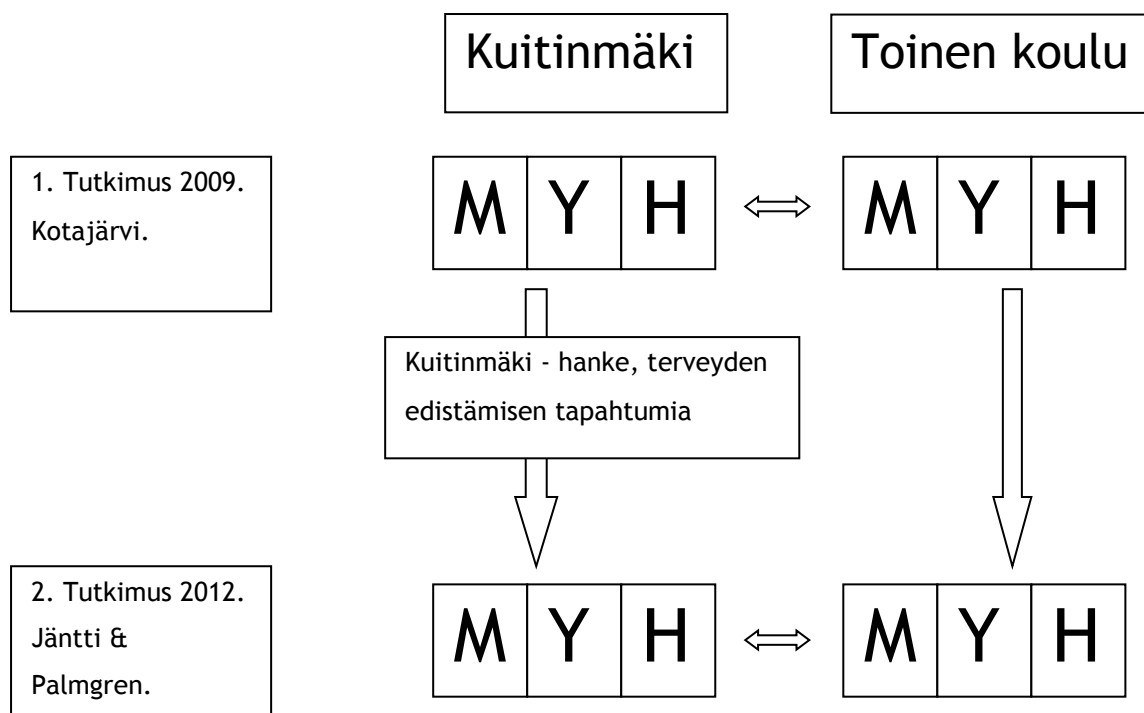 Kuitinmäki
Toinen koulu
1. Tutkimus 2009.
Kotajärvi.
M Y H
M Y H
Kuitinmäki - hanke, terveyden
edistämisen tapahtumia
2. Tutkimus 2012.
Jäntti &
Palmgren.
M Y H
M Y H